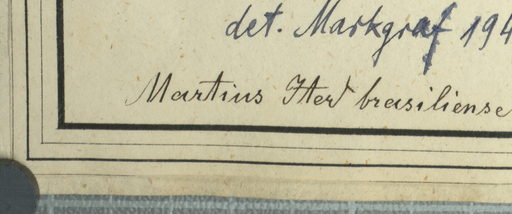 det. Markgraf 194
Martius Iter brasiliense